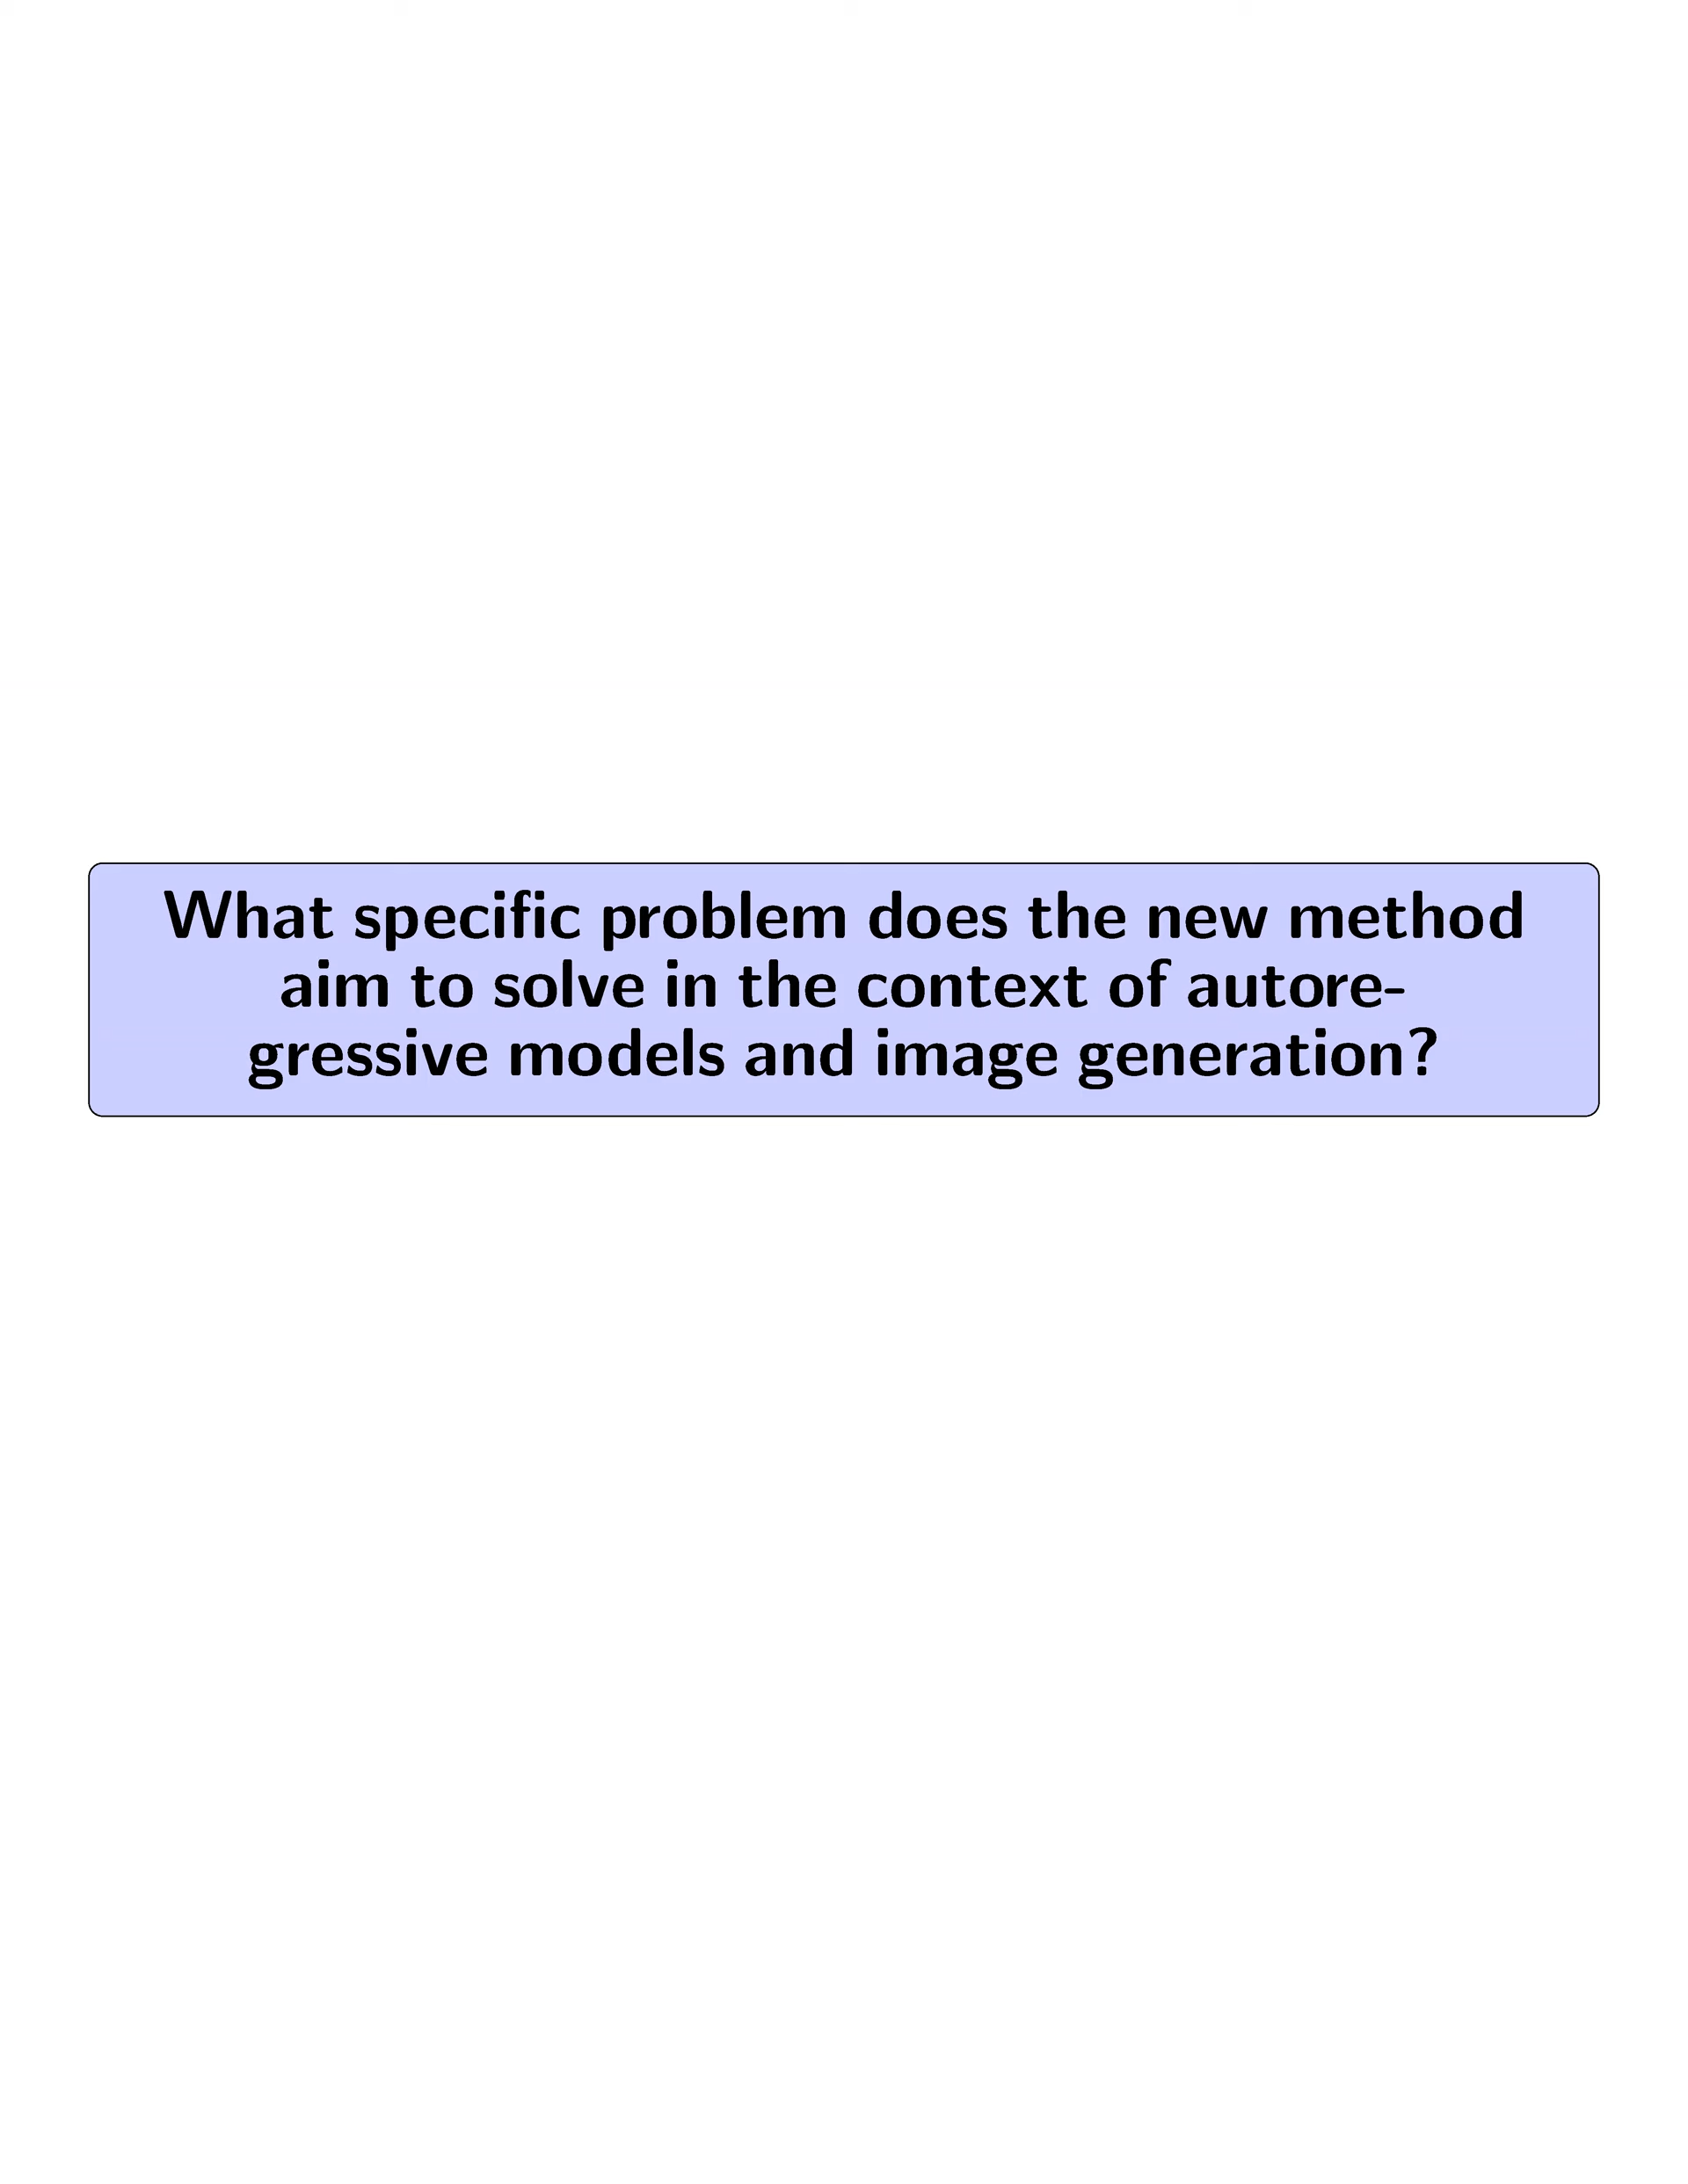 What specific problem does the new method
aim to solve in the context of autore-
gressive models and image generation?